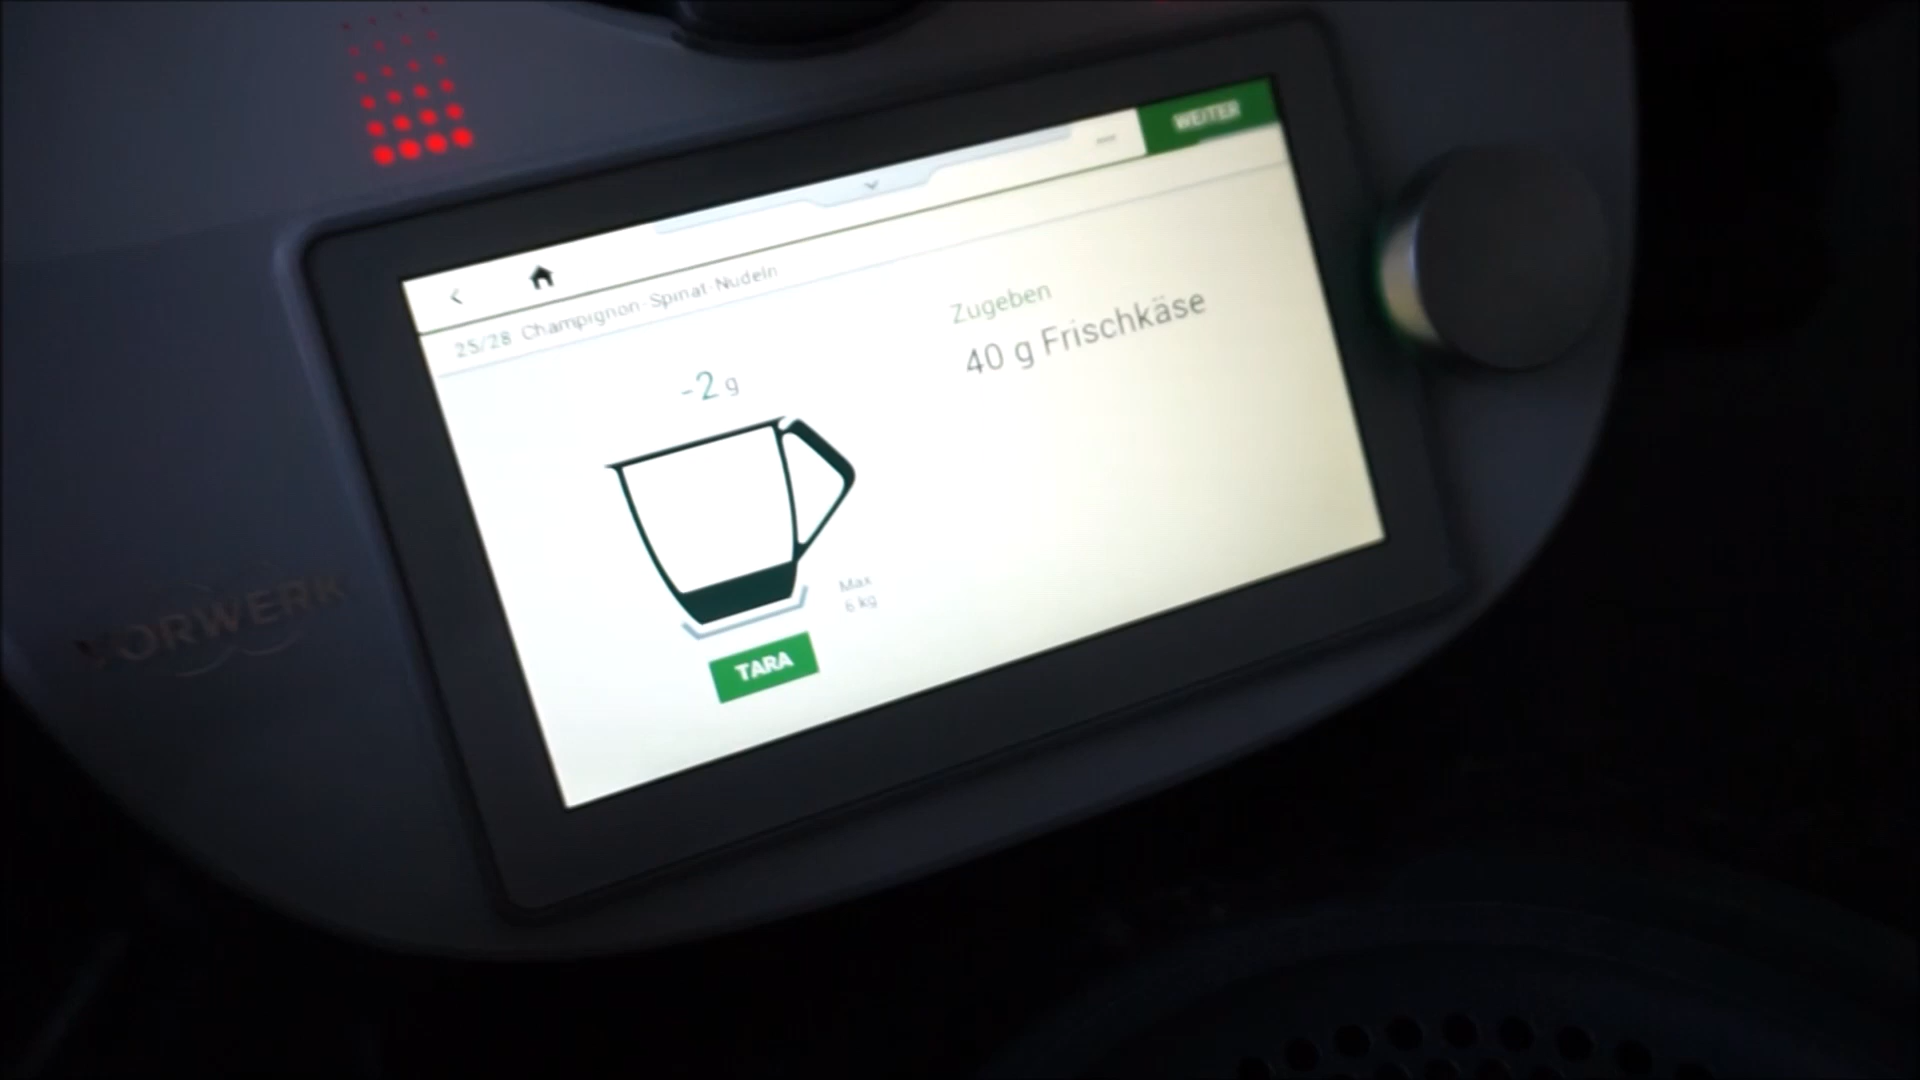 WEITER
25/28 Champignon-Spinat-Nudeln
-2 g
Zugeben
40 g Frischkäse
Max
6 kg
TARA
VORWERK